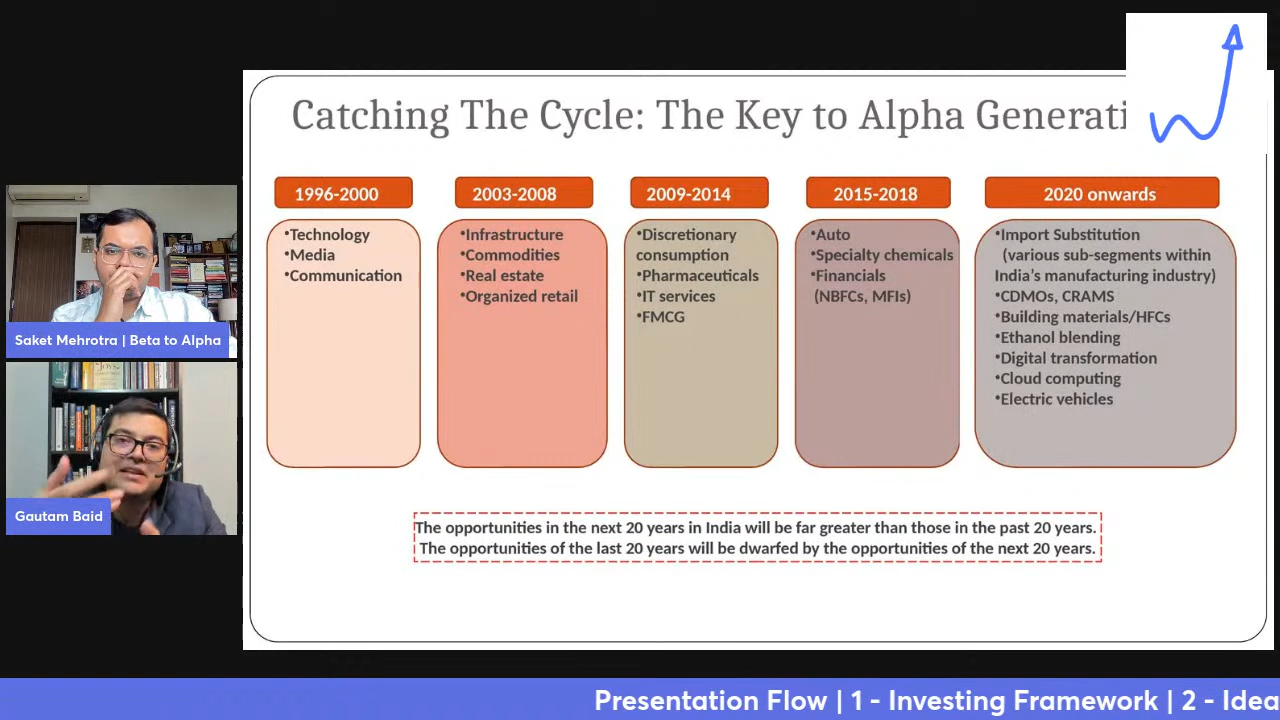 Catching The Cycle: The Key to Alpha Generati
1996-2000
•Technology
•Media
•Communication
2003-2008
•Infrastructure
•Commodities
•Real estate
•Organized retail
2009-2014
•Discretionary
consumption
•Pharmaceuticals
•IT services
•FMCG
2015-2018
•Auto
•Specialty chemicals
•Financials
(NBFCs, MFIs)
2020 onwards
•Import Substitution
(various sub-segments within
India's manufacturing industry)
•CDMOs, CRAMS
•Building materials/HFCs
•Ethanol blending
•Digital transformation
•Cloud computing
•Electric vehicles
The opportunities in the next 20 years in India will be far greater than those in the past 20 years.
The opportunities of the last 20 years will be dwarfed by the opportunities of the next 20 years.
Saket Mehrotra | Beta to Alpha
Gautam Baid
Presentation Flow | 1 - Investing Framework | 2 - Idea